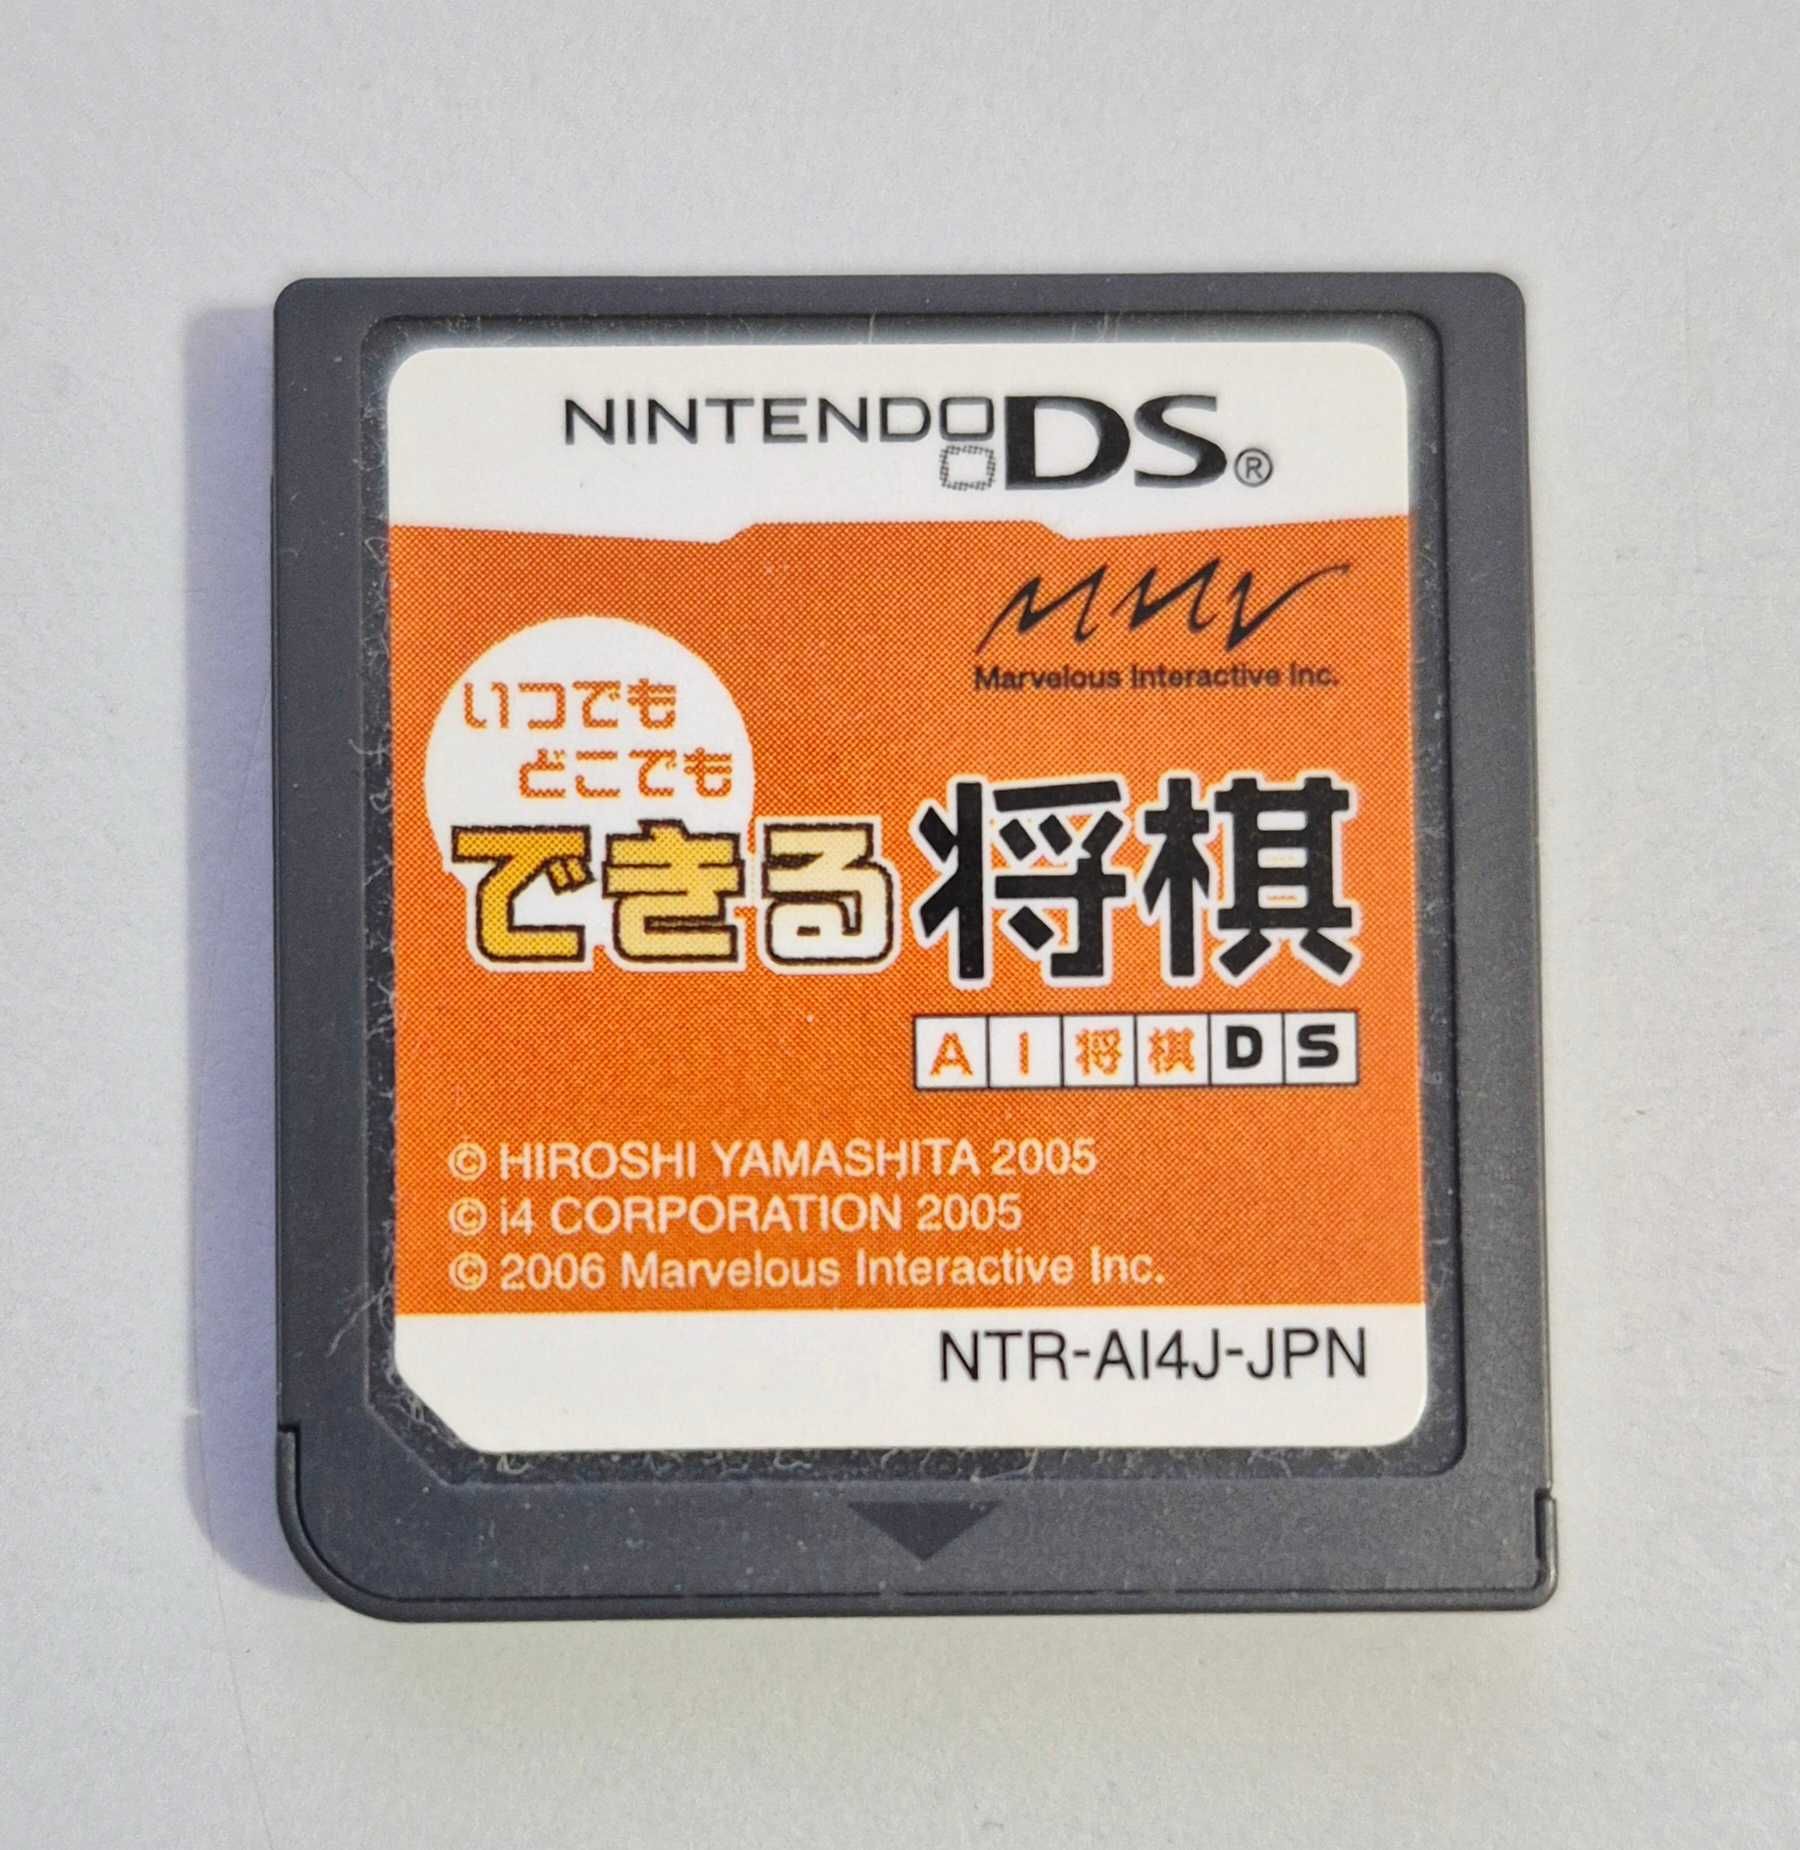 NINTENDO DS®
MMV
Marvelous Interactive Inc.
いつでも
どこでも
できる将棋
AI将棋DS
© HIROSHI YAMASHITA 2005
© i4 CORPORATION 2005
© 2006 Marvelous Interactive Inc.
NTR-AI4J-JPN